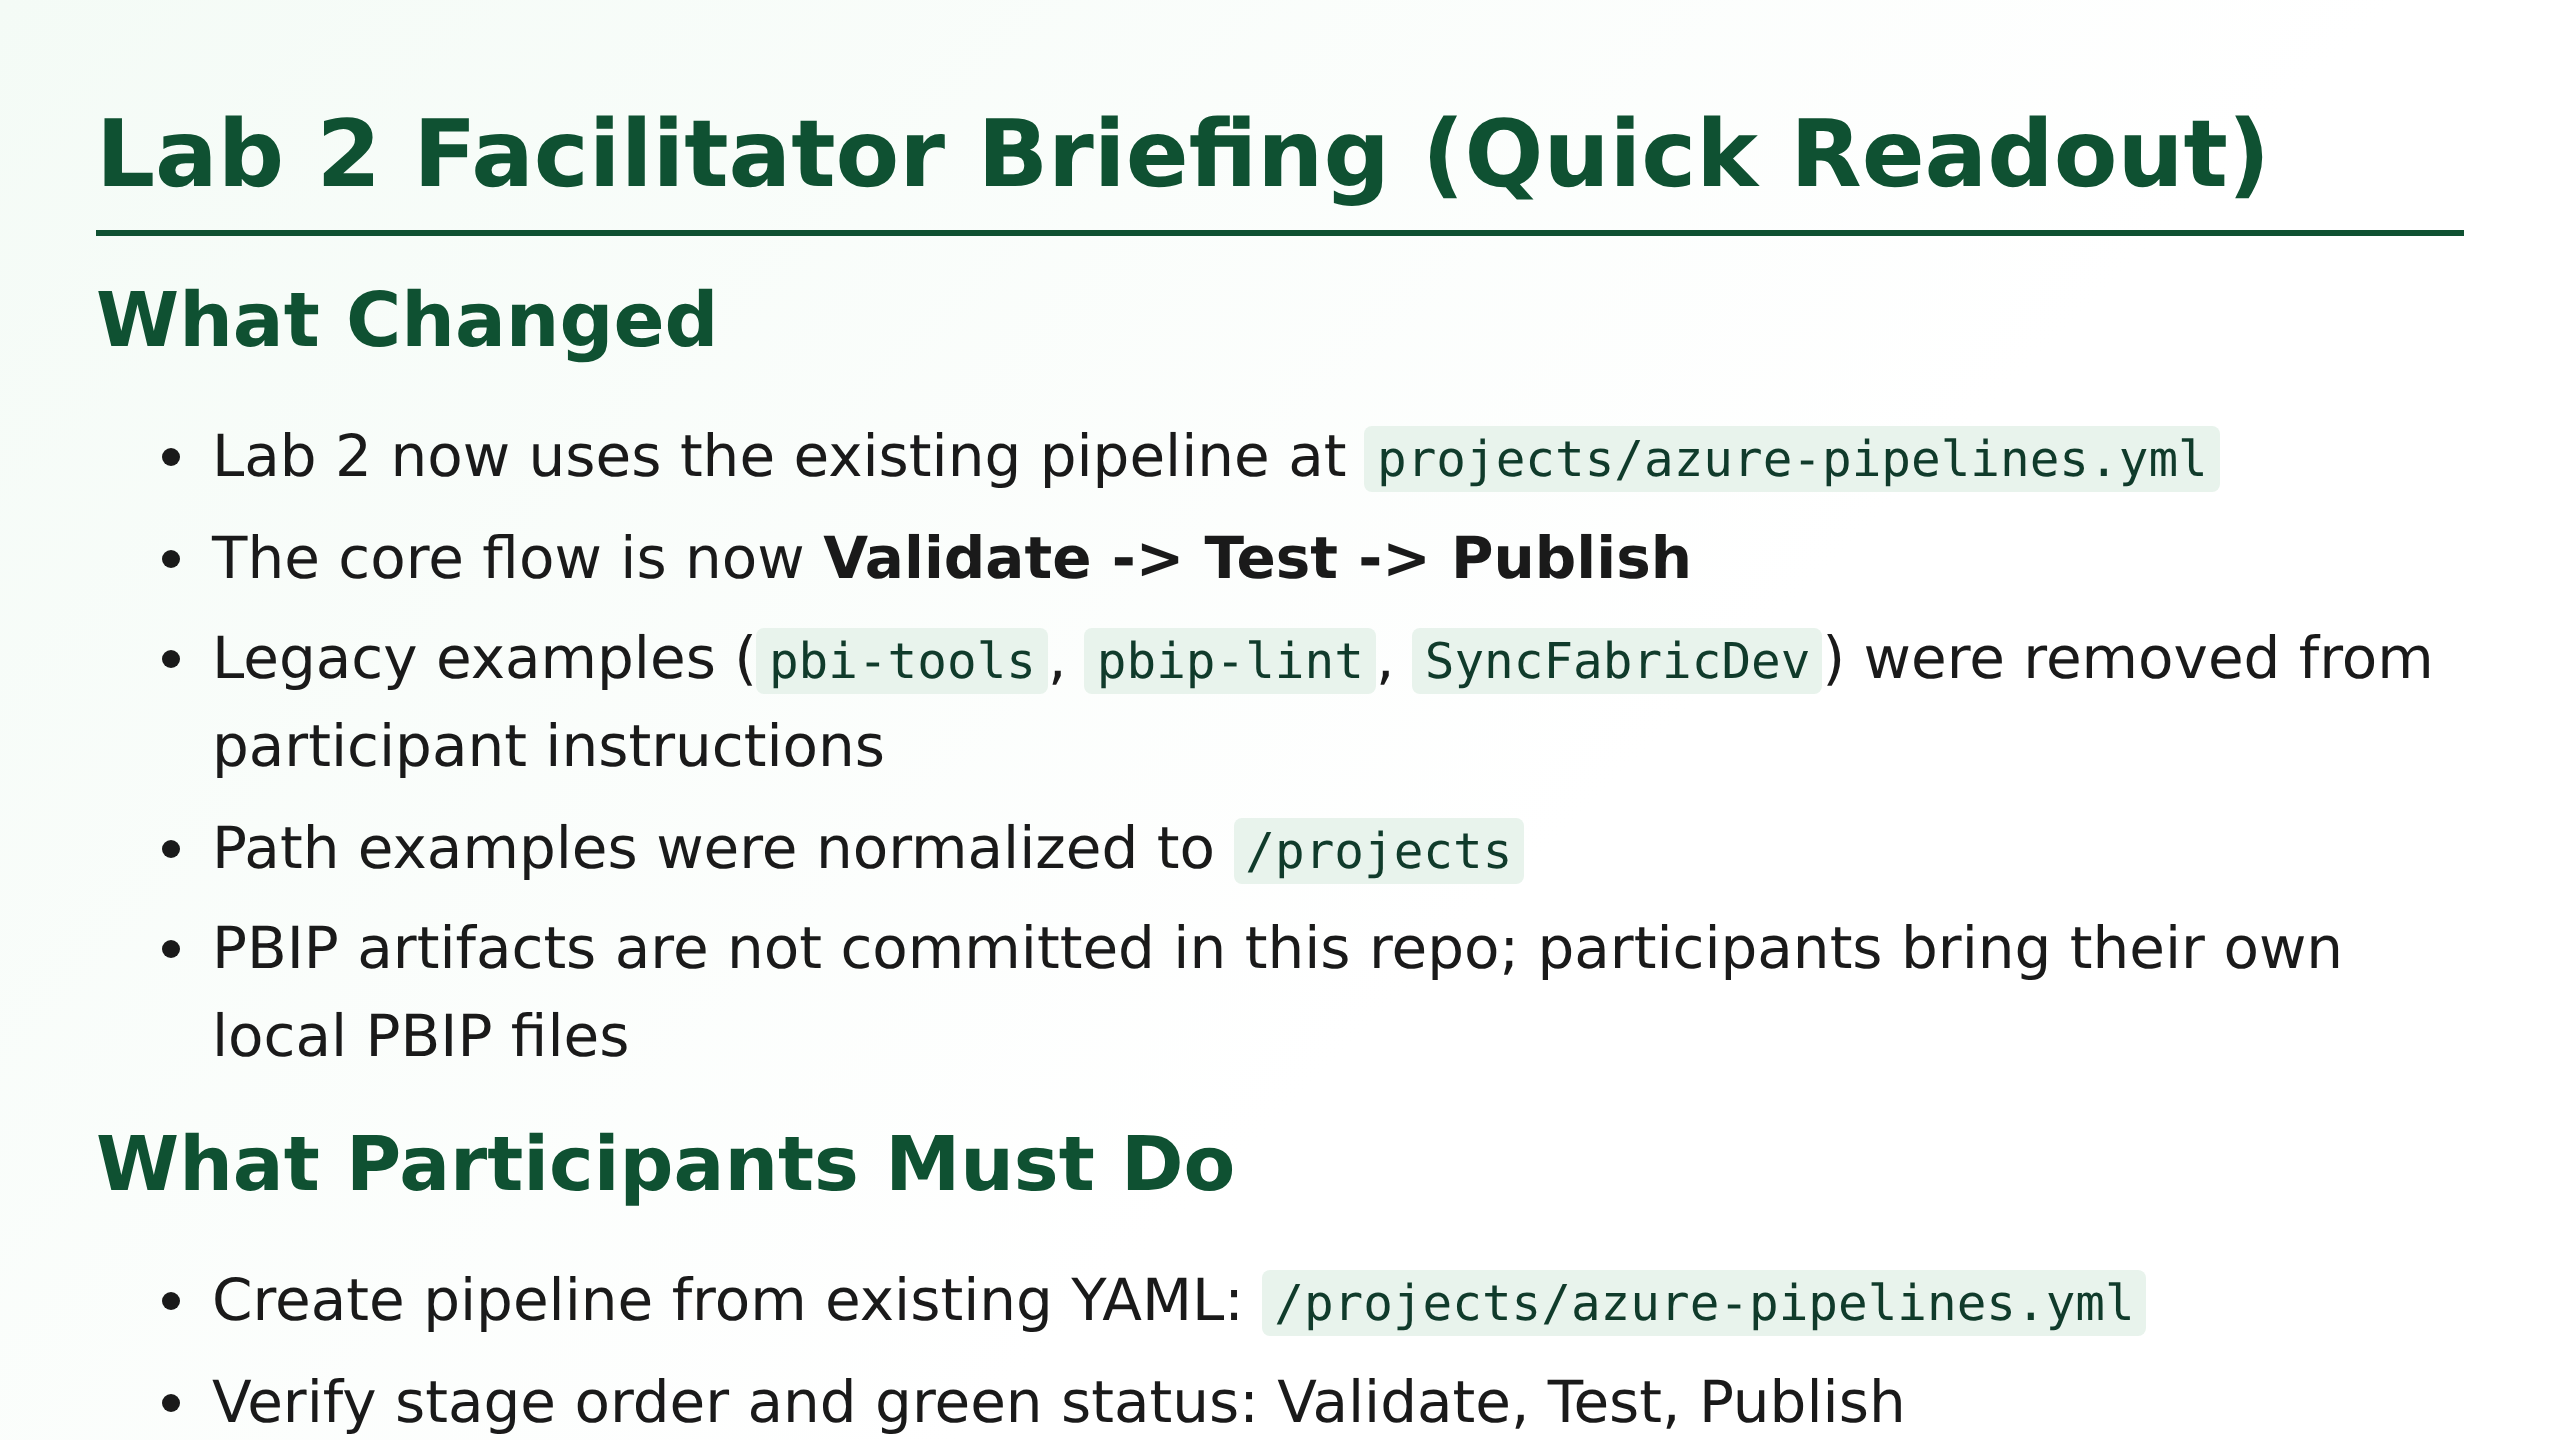 Lab 2 Facilitator Briefing (Quick Readout)
What Changed
• Lab 2 now uses the existing pipeline at projects/azure-pipelines.yml
• The core flow is now Validate -> Test -> Publish
• Legacy examples (pbi-tools, pbip-lint, SyncFabricDev) were removed from
participant instructions
• Path examples were normalized to /projects
• PBIP artifacts are not committed in this repo; participants bring their own
local PBIP files
What Participants Must Do
• Create pipeline from existing YAML: /projects/azure-pipelines.yml
• Verify stage order and green status: Validate, Test, Publish